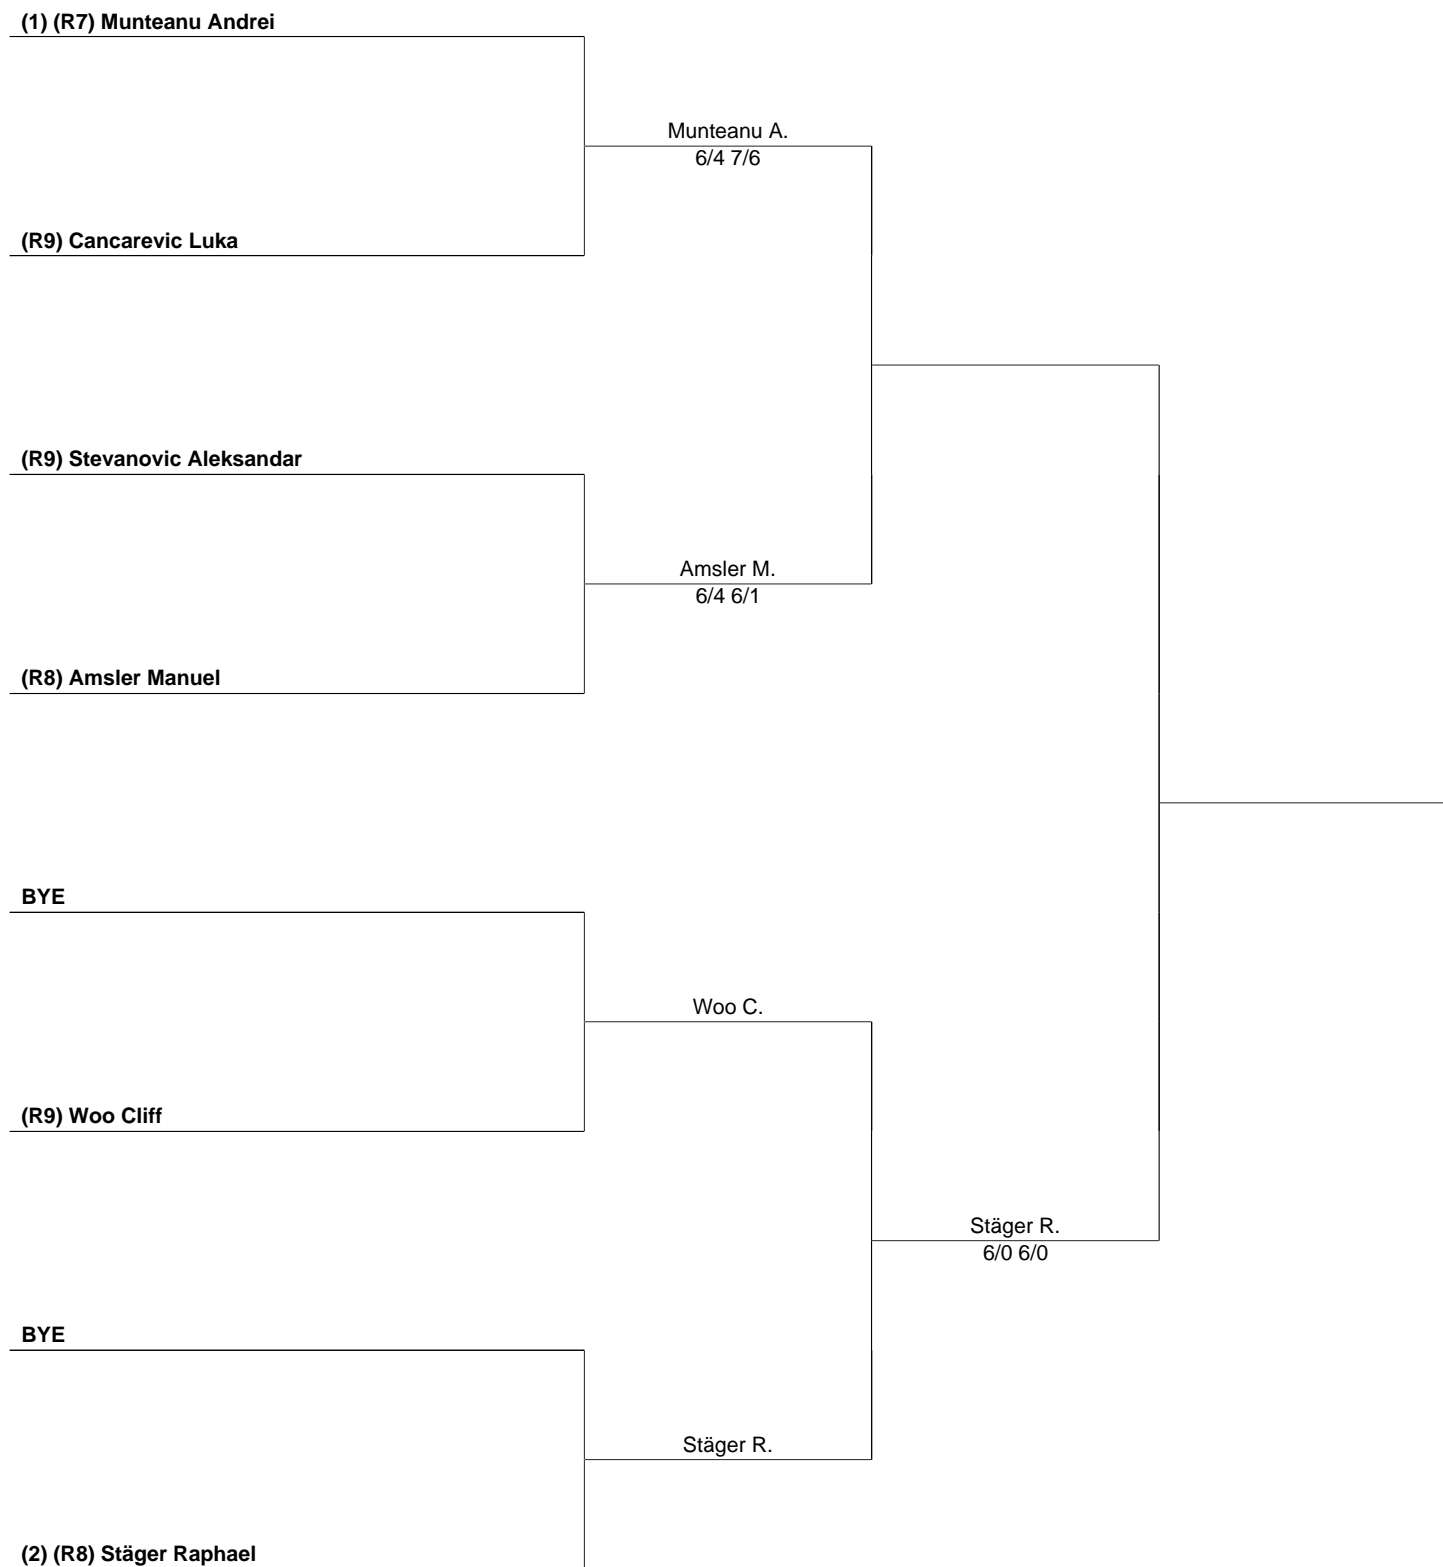 (1) (R7) Munteanu Andrei
Munteanu A.
6/4 7/6
(R9) Cancarevic Luka
(R9) Stevanovic Aleksandar
Amsler M.
6/4 6/1
(R8) Amsler Manuel
BYE
Woo C.
(R9) Woo Cliff
Stäger R.
6/0 6/0
BYE
Stäger R.
(2) (R8) Stäger Raphael